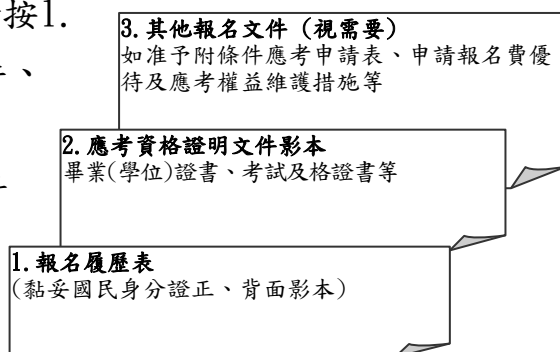 按1.
、
3.其他報名文件（視需要）
如准予附條件應考申請表、申請報名費優
待及應考權益維護措施等
2.應考資格證明文件影本
畢業(學位)證書、考試及格證書等
1.報名履歷表
(黏妥國民身分證正、背面影本)